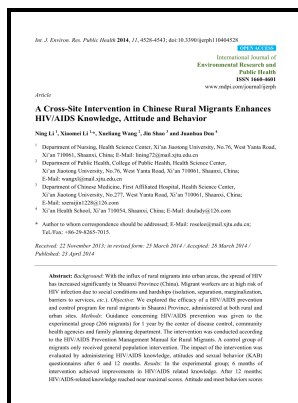 Int. J. Environ. Res. Public Health 2014, 11, 4528-4543; doi:10.3390/ijerph110404528
OPEN ACCESS
International Journal of
Environmental Research and
Public Health
ISSN 1660-4601
www.mdpi.com/journal/ijerph
Article
A Cross-Site Intervention in Chinese Rural Migrants Enhances
HIV/AIDS Knowledge, Attitude and Behavior
Ning Li 1, Xiaomei Li 1,*, Xueliang Wang 2, Jin Shao 3 and Juanhua Dou 4
1 Department of Nursing, Health Science Center, Xi'an Jiaotong University, No.76, West Yanta Road,
Xi'an 710061, Shaanxi, China; E-Mail: lining72@mail.xjtu.edu.cn
2 Department of Public Health, College of Public Health, Health Science Center,
Xi'an Jiaotong University, No.76, West Yanta Road, Xi'an 710061, Shaanxi, China;
E-Mail: wangxl@mail.xjtu.edu.cn
3 Department of Chinese Medicine, First Affiliated Hospital, Health Science Center,
Xi'an Jiaotong University, No.277, West Yanta Road, Xi'an 710061, Shaanxi, China;
E-Mail:
4 Xi'an Health School, Xi'an 710054, Shaanxi, China; E-Mail: doulady@126.com
* Author to whom correspondence should be addressed; E-Mail: roselee@mail.xjtu.edu.cn;
Tel./Fax: +86-29-8265-7015.
Received: 22 November 2013; in revised form: 23 March 2014 / Accepted: 28 March 2014 /
Published: 23 April 2014
Abstract: Background: With the influx of rural migrants into urban areas, the spread of HIV
has increased significantly in Shaanxi Province (China). Migrant workers are at high risk of
HIV infection due to social conditions and hardships (isolation, separation, marginalization,
barriers to services, etc.). Objective: We explored the efficacy of a HIV/AIDS prevention
and control program for rural migrants in Shaanxi Province, administered at both rural and
urban sites. Methods: Guidance concerning HIV/AIDS prevention was given to the
experimental group (266 migrants) for 1 year by the center of disease control, community
health agencies and family planning department. The intervention was conducted according
to the HIV/AIDS Prevention Management Manual for Rural Migrants. A control group of
migrants only received general population intervention. The impact of the intervention was
evaluated by administering HIV/AIDS knowledge, attitudes and sexual behavior (KAB)
questionnaires after 6 and 12 months. Results: In the experimental group; 6 months of
intervention achieved improvements in HIV/AIDS related knowledge. After 12 months;
HIV/AIDS-related knowledge reached near maximal scores. Attitude and most behaviors scores